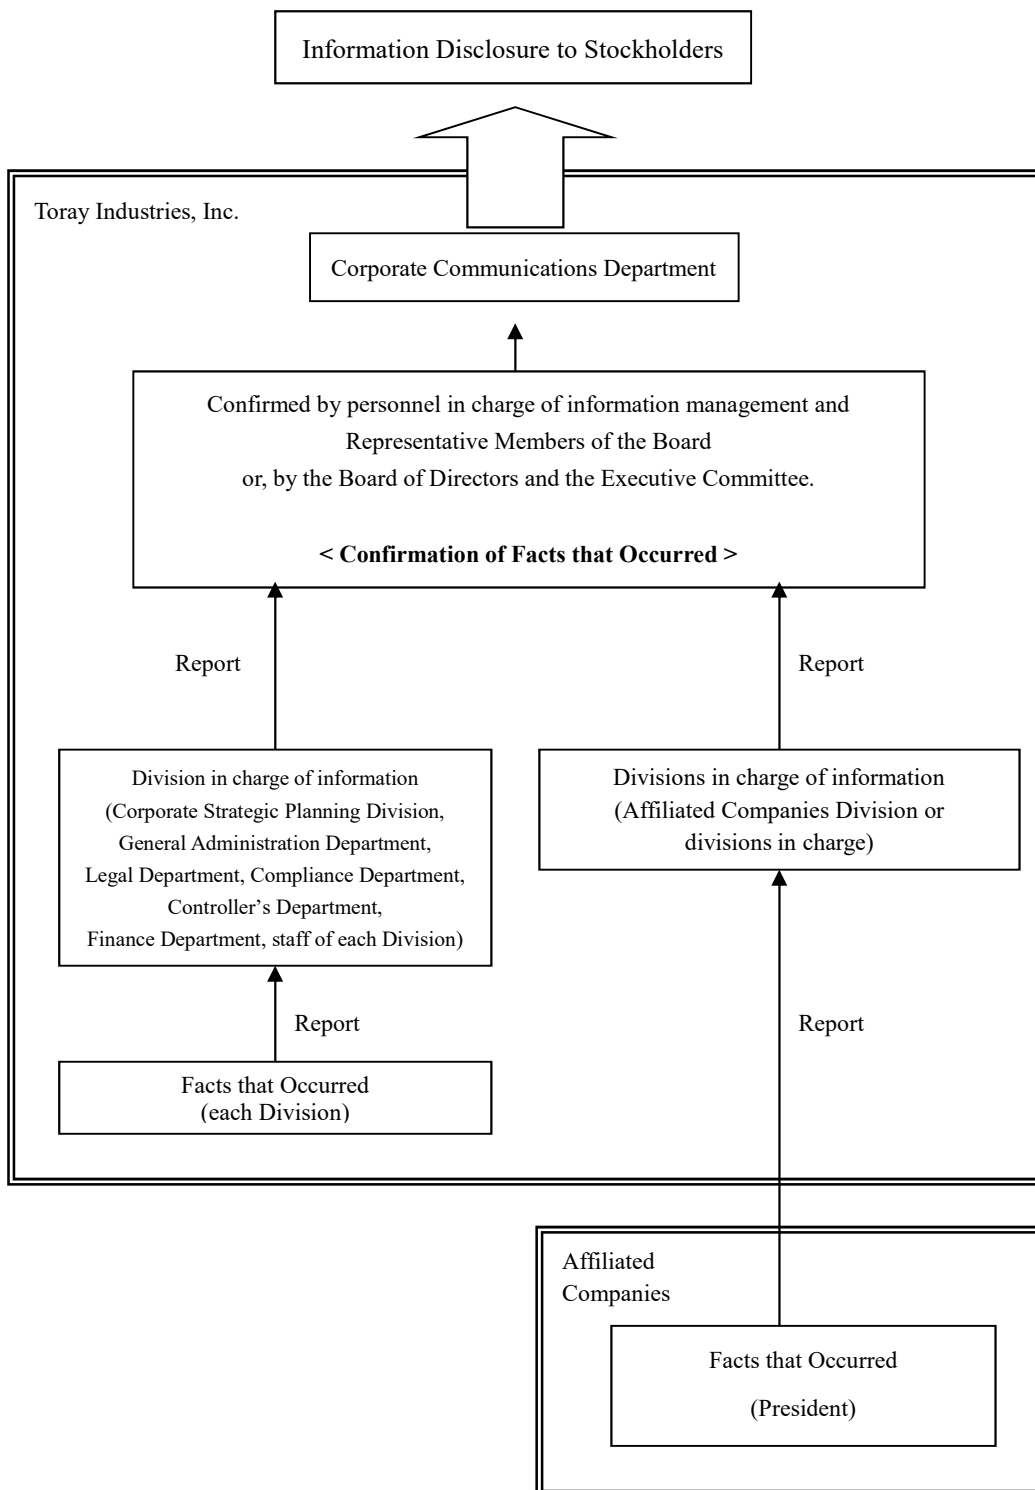 Information Disclosure to Stockholders
Toray Industries, Inc.
Corporate Communications Department
Confirmed by personnel in charge of information management and
Representative Members of the Board
or, by the Board of Directors and the Executive Committee.
< Confirmation of Facts that Occurred >
Report
Report
Division in charge of information
(Corporate Strategic Planning Division,
General Administration Department,
Legal Department, Compliance Department,
Controller’s Department,
Finance Department, staff of each Division)
Divisions in charge of information
(Affiliated Companies Division or
divisions in charge)
Report
Report
Facts that Occurred
(each Division)
Affiliated
Companies
Facts that Occurred
(President)